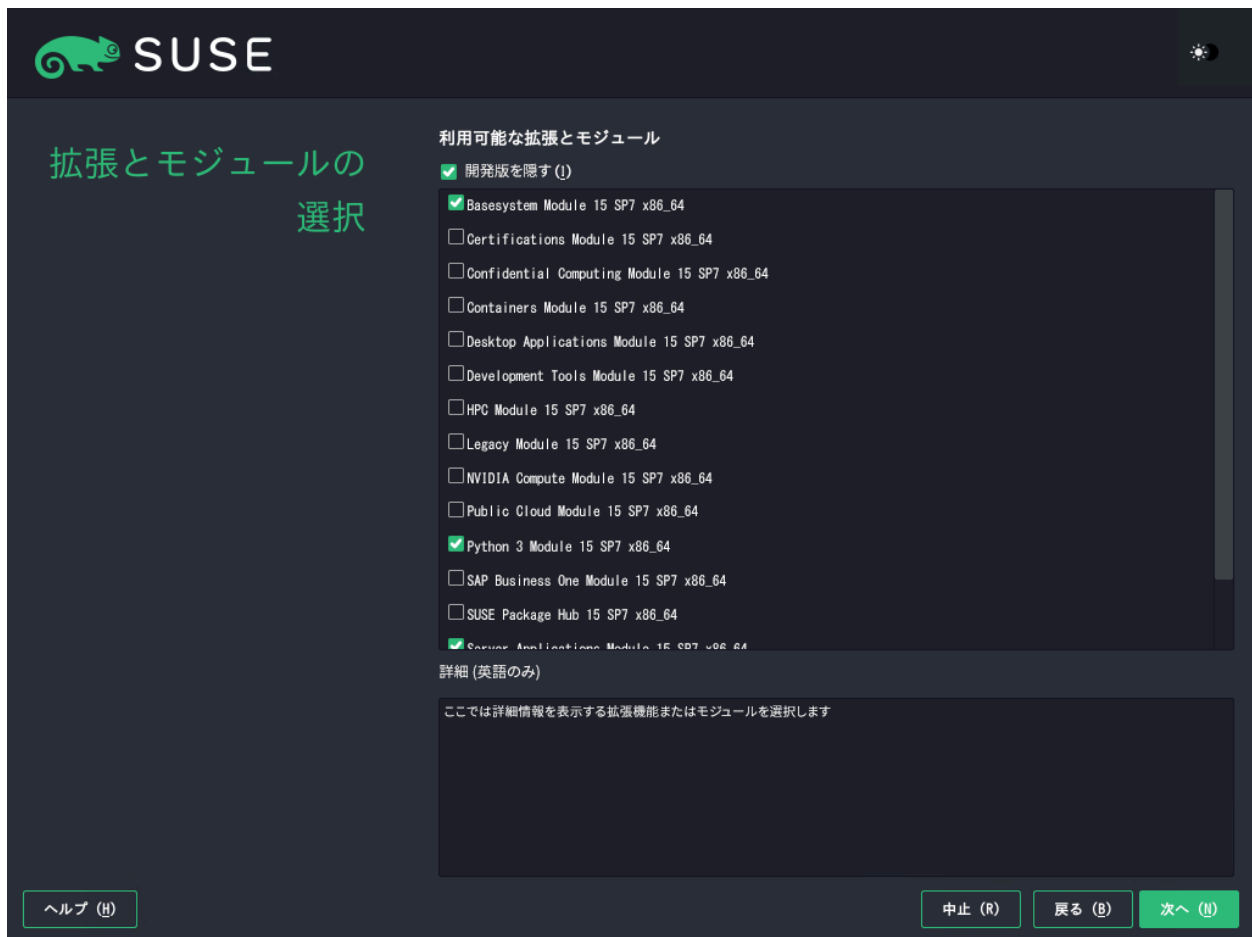 SUSE
拡張とモジュールの
選択
利用可能な拡張とモジュール
開発版を隠す(I)
Basesystem Module 15 SP7 x86_64
Certifications Module 15 SP7 x86_64
Confidential Computing Module 15 SP7 x86_64
Containers Module 15 SP7 x86_64
Desktop Applications Module 15 SP7 x86_64
Development Tools Module 15 SP7 x86_64
HPC Module 15 SP7 x86_64
Legacy Module 15 SP7 x86_64
NVIDIA Compute Module 15 SP7 x86_64
Public Cloud Module 15 SP7 x86_64
Python 3 Module 15 SP7 x86_64
SAP Business One Module 15 SP7 x86_64
SUSE Package Hub 15 SP7 x86_64
Server Applications Module 15 SP7 x86_64
詳細 (英語のみ)
ここでは詳細情報を表示する拡張機能またはモジュールを選択します
ヘルプ (H)
中止 (R)
戻る (B)
次へ (N)